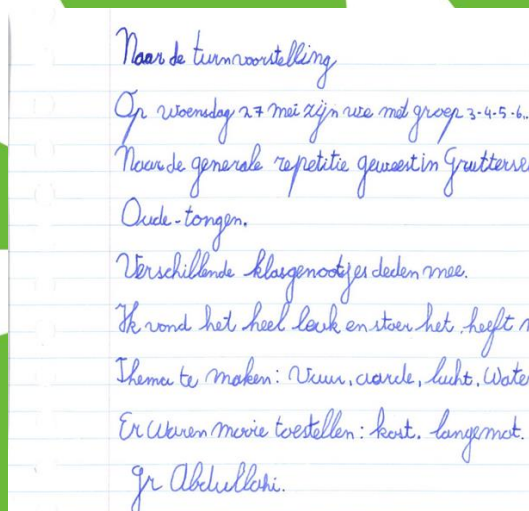 Naar de turnvoorstelling
Op woensdag 27 mei zijn we met groep 3-4-5-6..
Naar de generale repetitie geweest in Grutterswe
Oude-tongen.
Verschillende klasgenootjes deden mee.
Ik vond het heel leuk en stoer het heeft
Thema te maken: Vuur, aarde, lucht, Water
Er waren mooie toestellen: kast. lange mat.
gr Abdullahi.